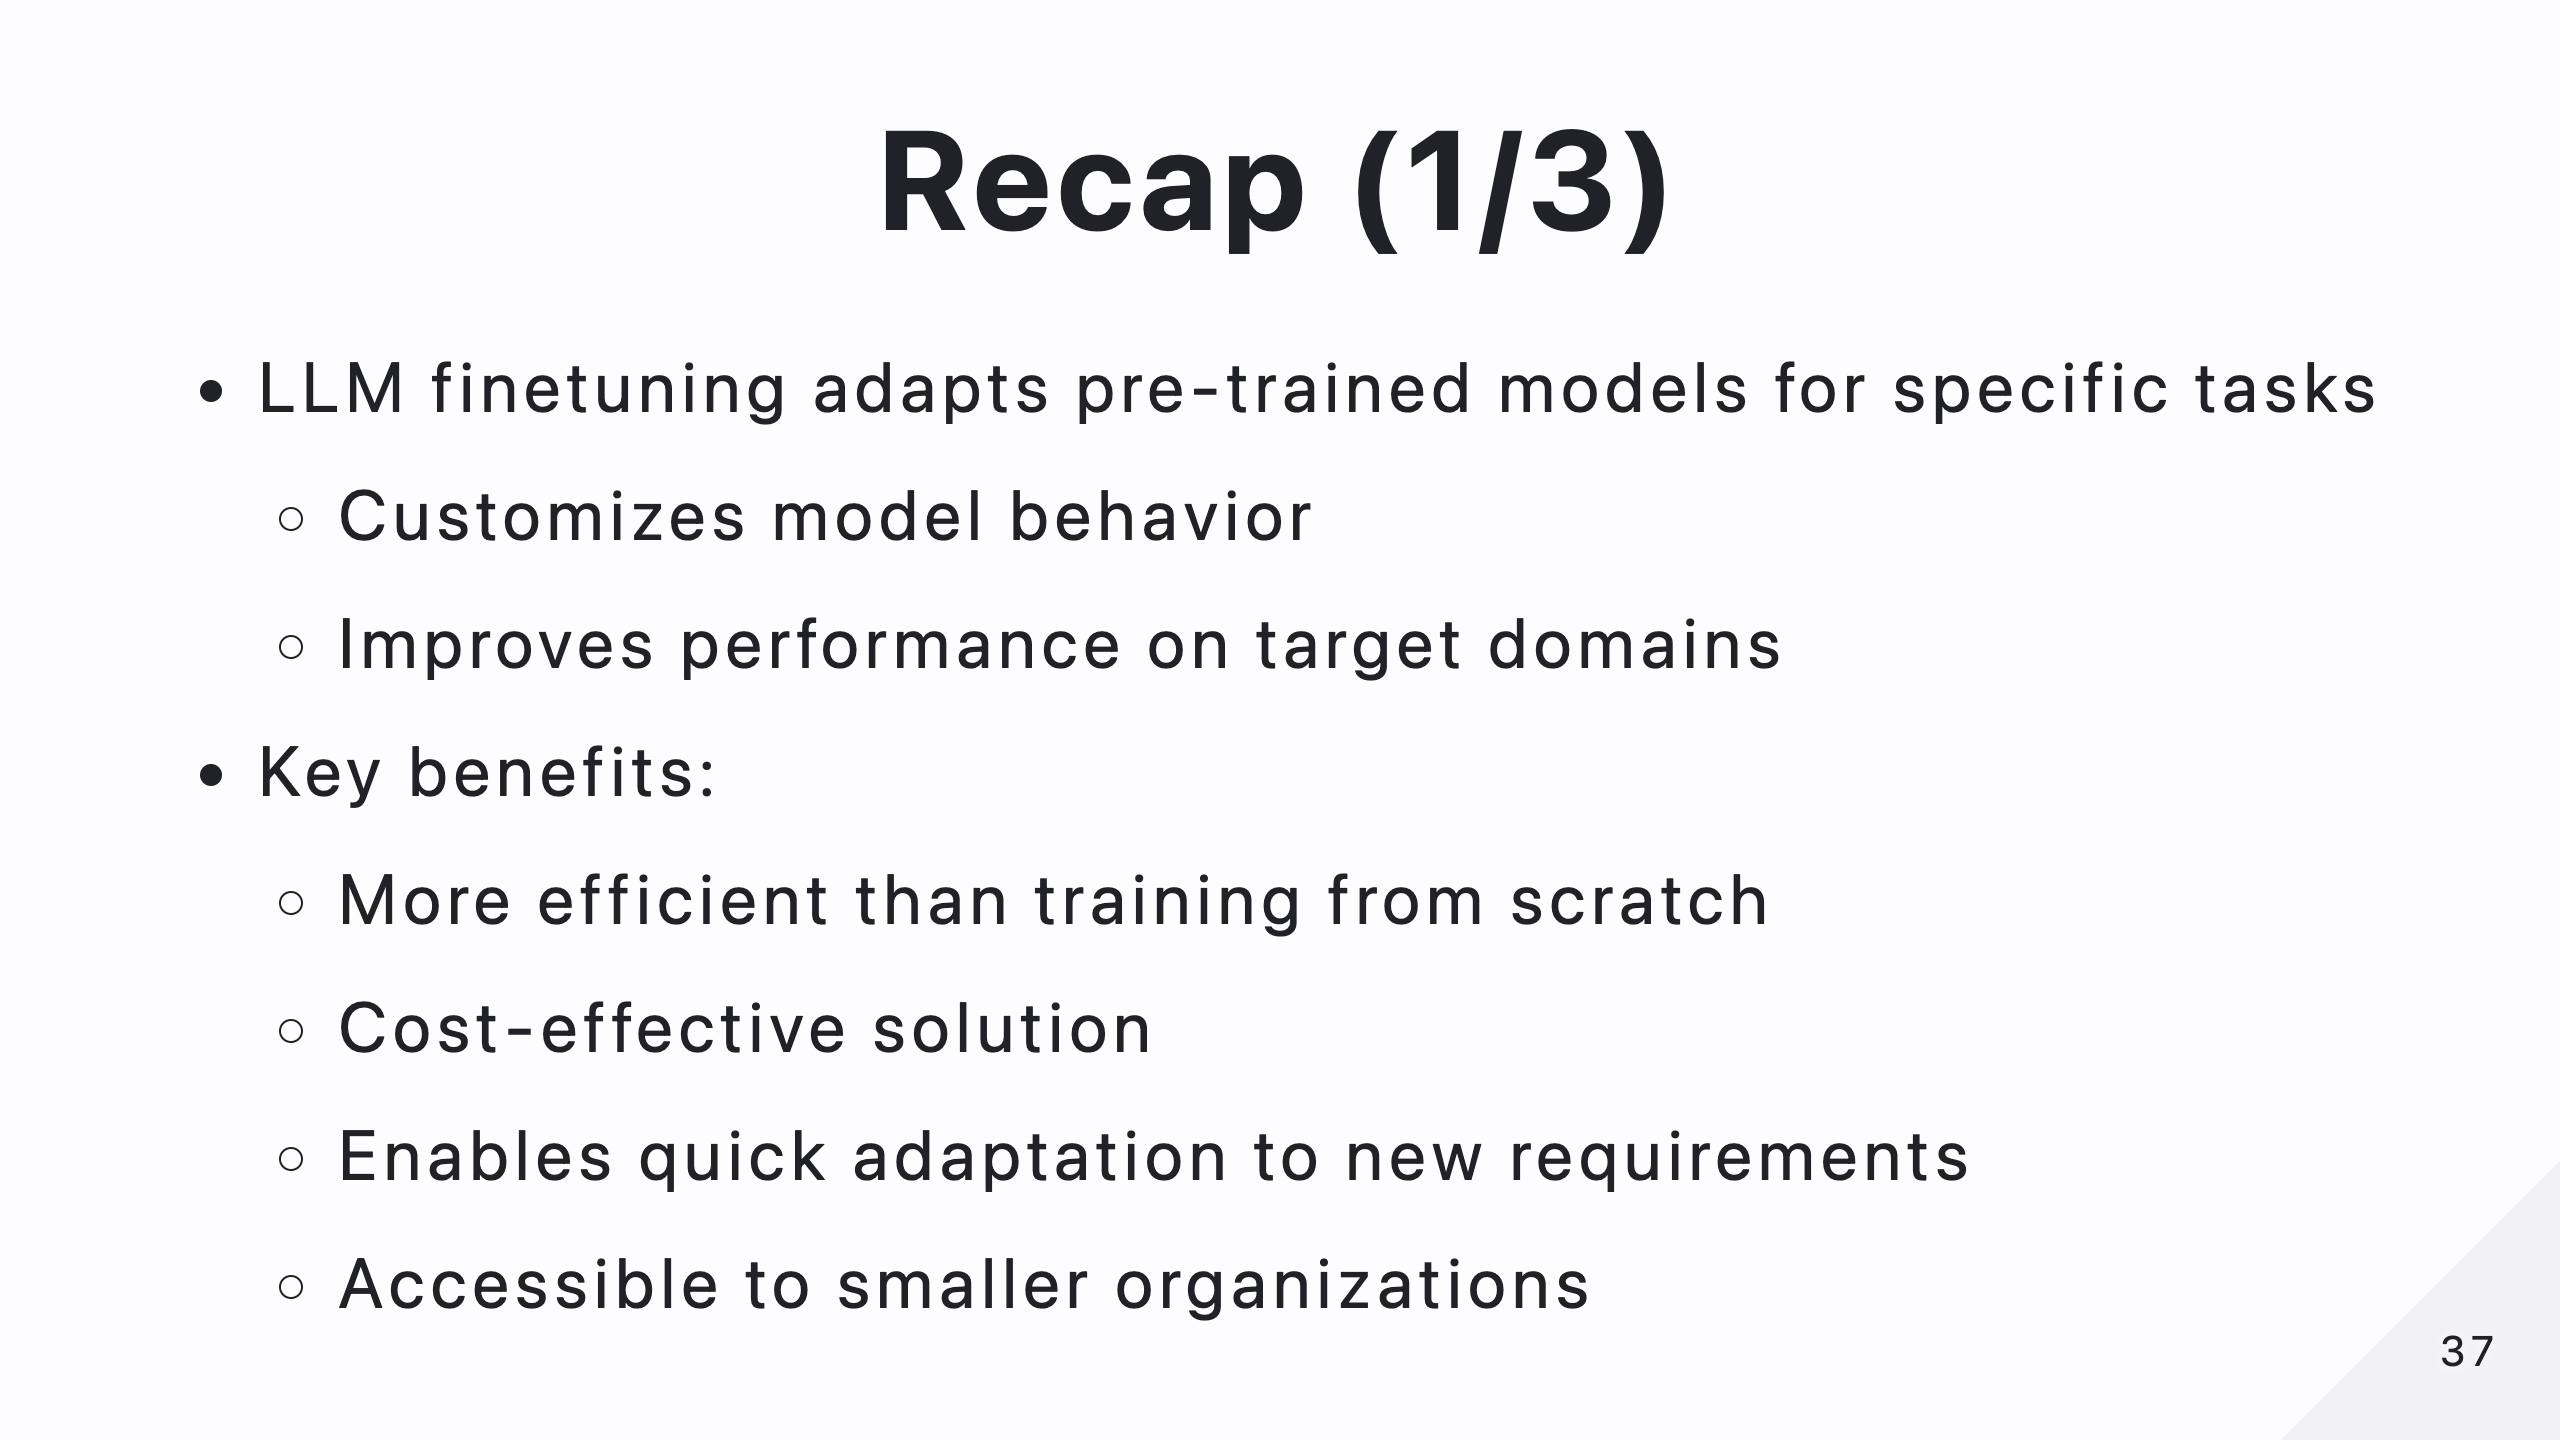 Recap (1/3)
• LLM finetuning adapts pre-trained models for specific tasks
○ Customizes model behavior
○ Improves performance on target domains
• Key benefits:
○ More efficient than training from scratch
○ Cost-effective solution
○ Enables quick adaptation to new requirements
○ Accessible to smaller organizations
37